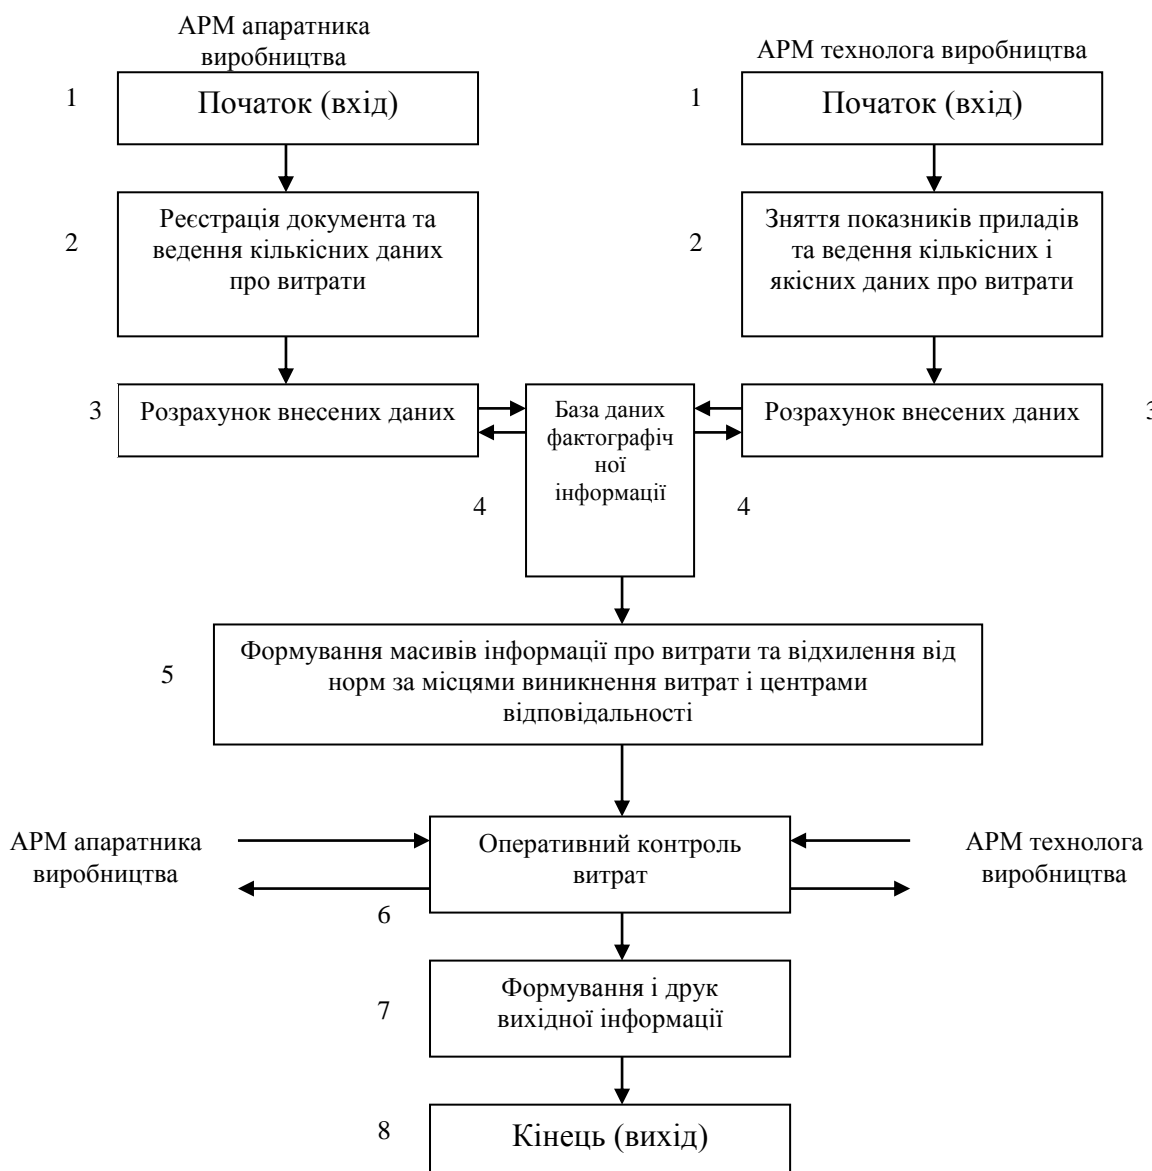 АРМ апаратника
виробництва
АРМ технолога виробництва
1
Початок (вхід)
1
Початок (вхід)
2
Реєстрація документа та
ведення кількісних даних
про витрати
2
Зняття показників приладів
та ведення кількісних і
якісних даних про витрати
3
Розрахунок внесених даних
База даних
фактографіч
ної
інформації
Розрахунок внесених даних
3
4
4
5
Формування масивів інформації про витрати та відхилення від
норм за місцями виникнення витрат і центрами
відповідальності
АРМ апаратника
виробництва
Оперативний контроль
витрат
АРМ технолога
виробництва
6
7
Формування і друк
вихідної інформації
8
Кінець (вихід)